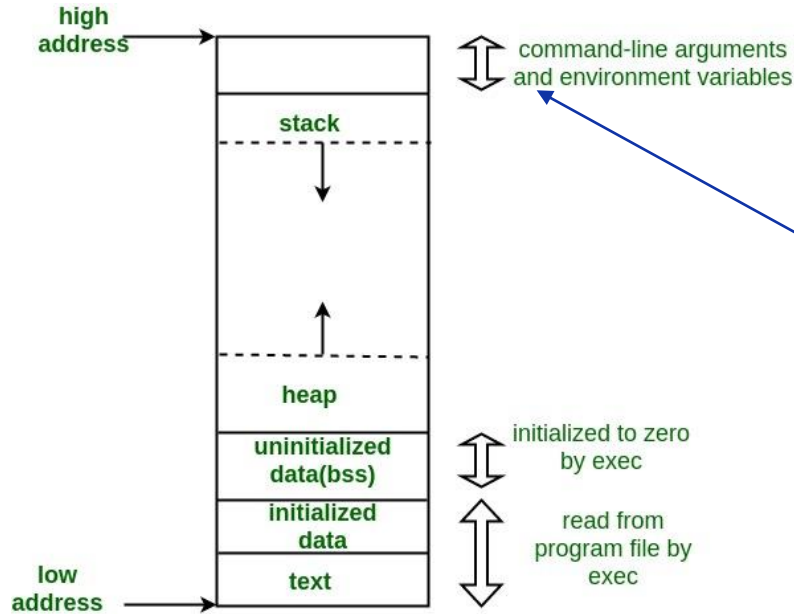 high
address
command-line arguments
and environment variables
stack
heap
uninitialized
data(bss)
initialized to zero
by exec
initialized
data
read from
program file by
exec
text
low
address